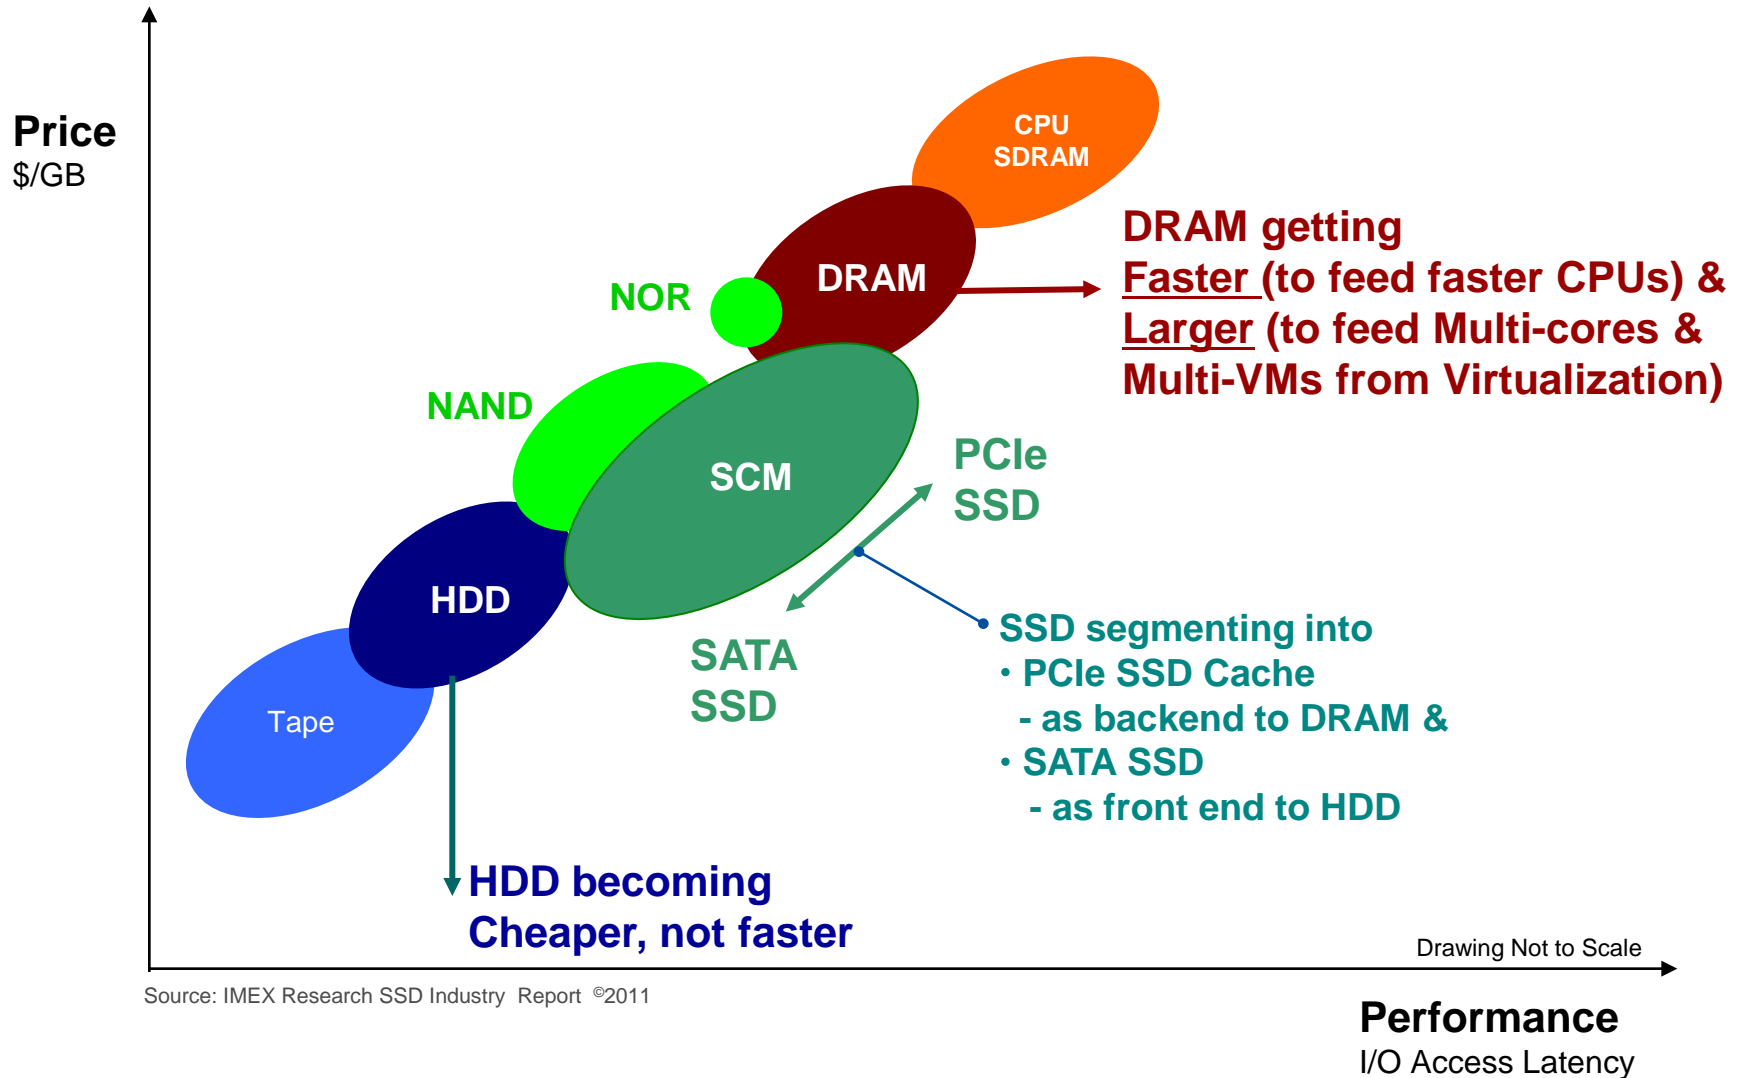 Price
$/GB
CPU
SDRAM
DRAM
NOR
DRAM getting
Faster (to feed faster CPUs) &
Larger (to feed Multi-cores &
Multi-VMs from Virtualization)
NAND
SCM
PCIe
SSD
HDD
SATA
SSD
SSD segmenting into
• PCIe SSD Cache
- as backend to DRAM &
• SATA SSD
- as front end to HDD
Tape
HDD becoming
Cheaper, not faster
Drawing Not to Scale
Source: IMEX Research SSD Industry Report ©2011
Performance
I/O Access Latency